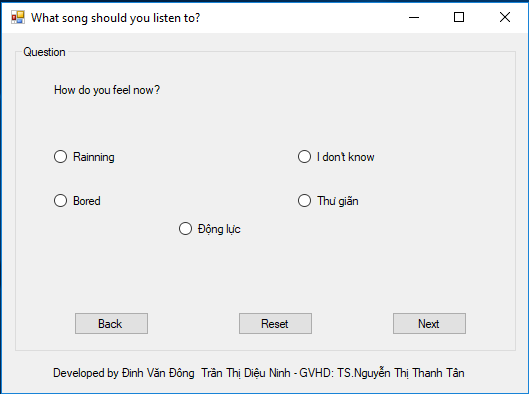 What song should you listen to?
Question
How do you feel now?
Rainning
I don't know
Bored
Thư giãn
Động lực
Back
Reset
Next
Developed by Đinh Văn Đông Trần Thị Diệu Ninh - GVHD: TS.Nguyễn Thị Thanh Tân